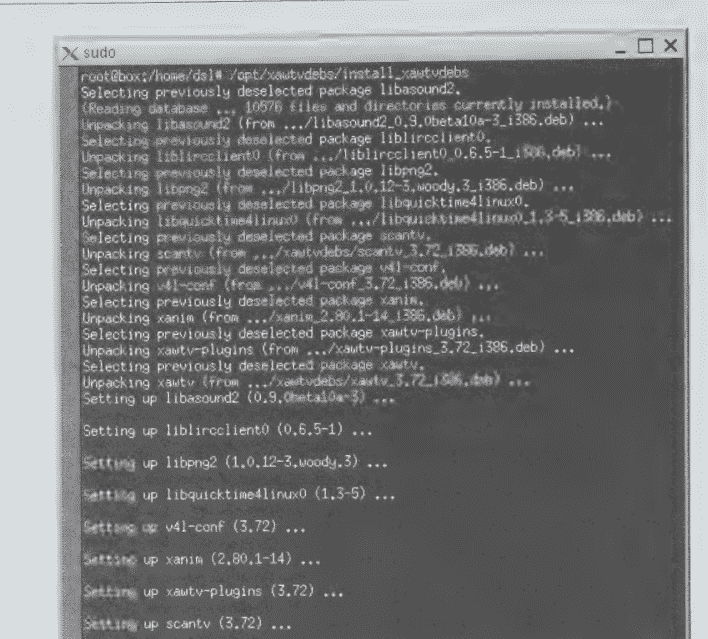 sudo
root@box:/home/dsl# /opt/xawtvdebs/install_xawtvdebs
Selecting previously deselected package libasound2.
(Reading database ... 10576 files and directories currently installed.)
Unpacking libasound2 (from .../libasound2_0.9.0beta10a-3_i386.deb) ...
Selecting previously deselected package liblircclient0.
Unpacking liblircclient0 (from .../liblircclient0_0.6.5-1_i386.deb) ...
Selecting previously deselected package libpng2.
Unpacking libpng2 (from .../libpng2_1.0.12-3.woody.3_i386.deb) ...
Selecting previously deselected package libquicktime4linux0.
Unpacking libquicktime4linux0 (from .../libquicktime4linux0_1.3-5_i386.deb) ...
Selecting previously deselected package scantv.
Unpacking scantv (from .../xawtvdebs/scantv_3.72_i386.deb) ...
Selecting previously deselected package v4l-conf.
Unpacking v4l-conf (from .../v4l-conf_3.72_i386.deb) ...
Selecting previously deselected package xanim.
Unpacking xanim (from .../xanim_2.80.1-14_i386.deb) ...
Selecting previously deselected package xawtv-plugins.
Unpacking xawtv-plugins (from .../xawtv-plugins_3.72_i386.deb) ...
Selecting previously deselected package xawtv.
Unpacking xawtv (from .../xawtvdebs/xawtv_3.72_i386.deb) ...
Setting up libasound2 (0.9.0beta10a-3) ...
Setting up liblircclient0 (0.6.5-1) ...
Setting up libpng2 (1.0.12-3.woody.3) ...
Setting up libquicktime4linux0 (1.3-5) ...
Setting up v4l-conf (3.72) ...
Setting up xanim (2.80.1-14) ...
Setting up xawtv-plugins (3.72) ...
Setting up scantv (3.72) ...